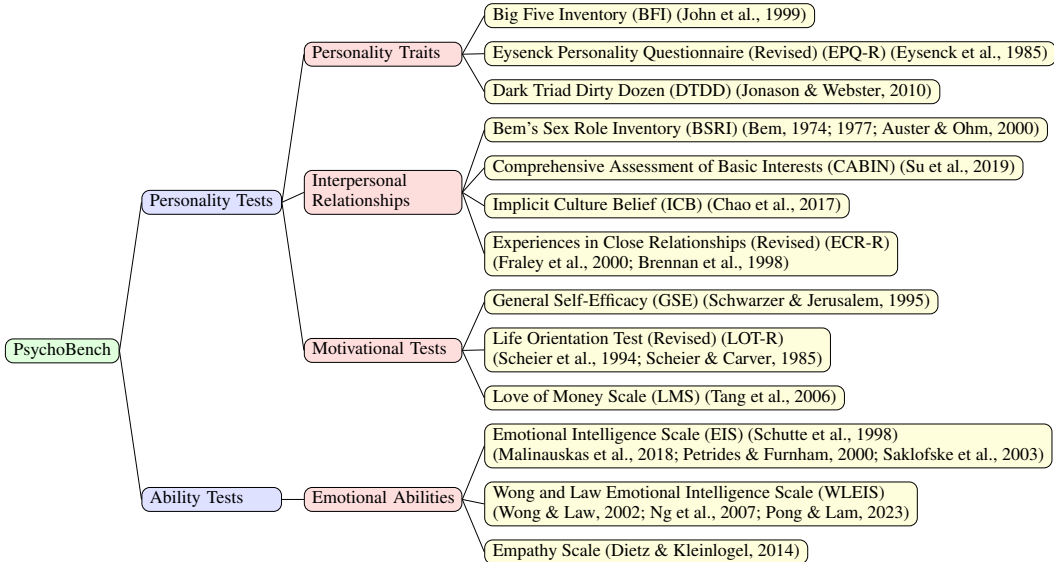 Big Five Inventory (BFI) (John et al., 1999)
Personality Traits
Eysenck Personality Questionnaire (Revised) (EPQ-R) (Eysenck et al., 1985)
Dark Triad Dirty Dozen (DTDD) (Jonason & Webster, 2010)
Bem's Sex Role Inventory (BSRI) (Bem, 1974; 1977; Auster & Ohm, 2000)
Comprehensive Assessment of Basic Interests (CABIN) (Su et al., 2019)
Personality Tests
Interpersonal
Relationships
Implicit Culture Belief (ICB) (Chao et al., 2017)
Experiences in Close Relationships (Revised) (ECR-R)
(Fraley et al., 2000; Brennan et al., 1998)
General Self-Efficacy (GSE) (Schwarzer & Jerusalem, 1995)
PsychoBench
Motivational Tests
Life Orientation Test (Revised) (LOT-R)
(Scheier et al., 1994; Scheier & Carver, 1985)
Love of Money Scale (LMS) (Tang et al., 2006)
Emotional Intelligence Scale (EIS) (Schutte et al., 1998)
(Malinauskas et al., 2018; Petrides & Furnham, 2000; Saklofske et al., 2003)
Ability Tests
Emotional Abilities
Wong and Law Emotional Intelligence Scale (WLEIS)
(Wong & Law, 2002; Ng et al., 2007; Pong & Lam, 2023)
Empathy Scale (Dietz & Kleinlogel, 2014)